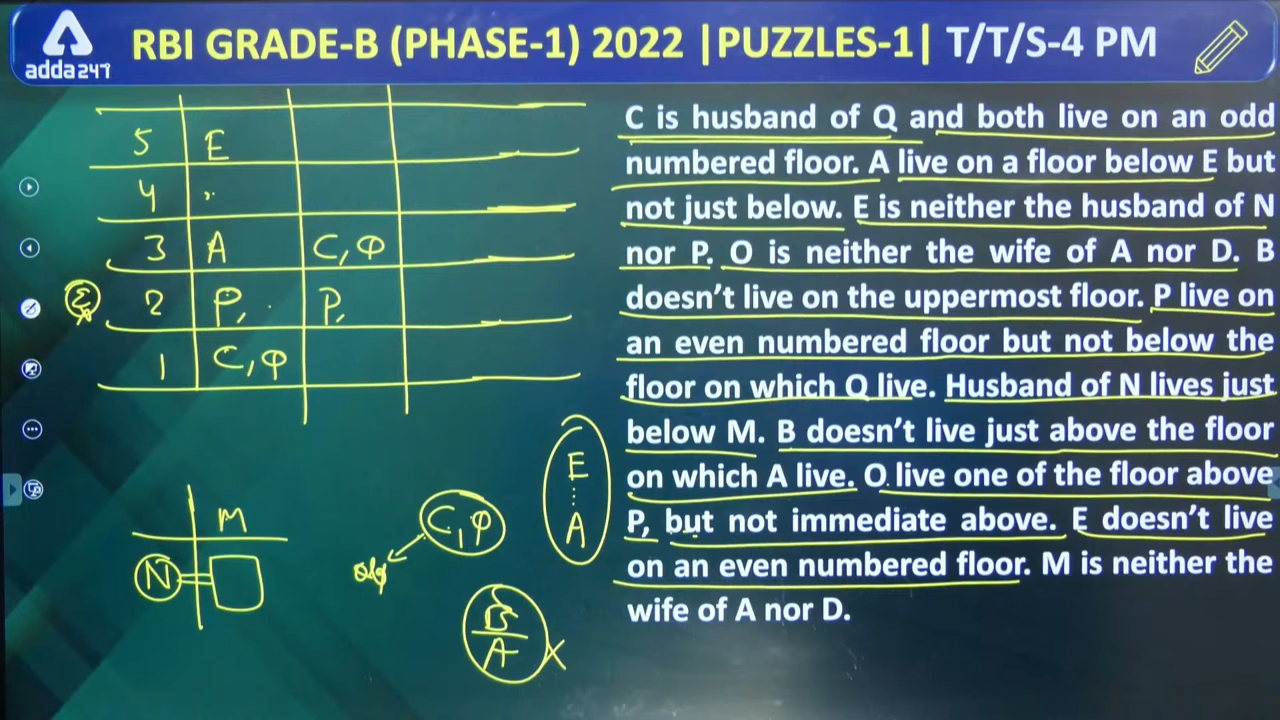 adda247
RBI GRADE-B (PHASE-1) 2022 |PUZZLES-1| T/T/S-4 PM
5 E
4
3 A C, Q
2 P, P,
1 C, Q
M
N
C, Q
E
A
B
A
C is husband of Q and both live on an odd
numbered floor. A live on a floor below E but
not just below. E is neither the husband of N
nor P. O is neither the wife of A nor D. B
doesn't live on the uppermost floor. P live on
an even numbered floor but not below the
floor on which Q live. Husband of N lives just
below M. B doesn't live just above the floor
on which A live. O live one of the floor above
P, but not immediate above. E doesn't live
on an even numbered floor. M is neither the
wife of A nor D.